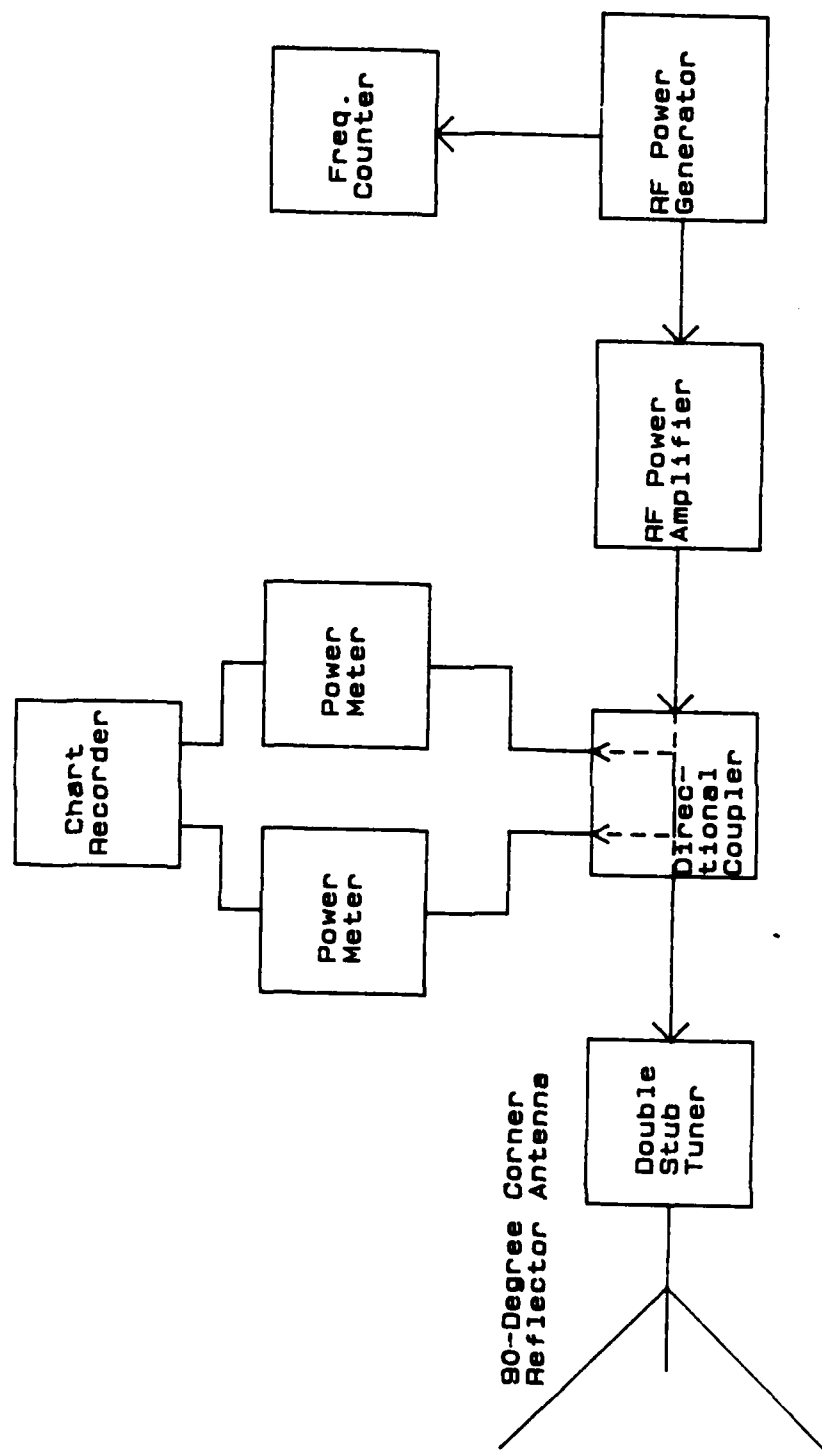 Chart
Recorder
Power
Meter
Power
Meter
Freq.
Counter
90-Degree Corner
Reflector Antenna
Double
Stub
Tuner
Direc-
tional
Coupler
RF Power
Amplifier
RF Power
Generator